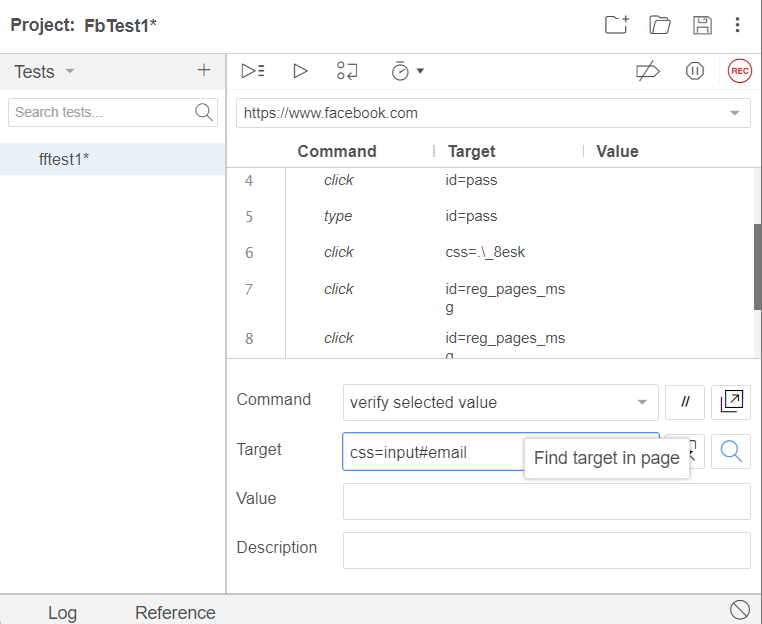 Project: FbTest1*
Tests
Search tests...
fftest1*
REC
https://www.facebook.com
Command Target Value
4 click id=pass
5 type id=pass
6 click css=.\_8esk
7 click id=reg_pages_ms
g
8 click id=reg_pages_ms
g
Command verify selected value //
Target css=input#email
Find target in page
Value
Description
Log Reference